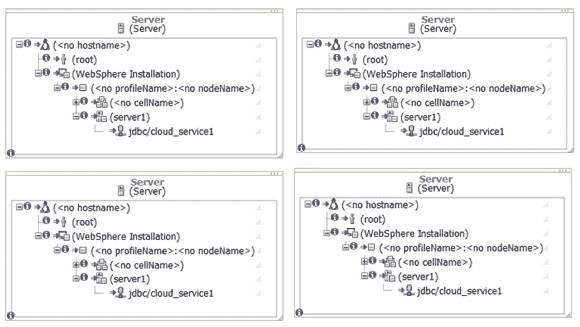 Server
(Server)
(<no hostname>)
(root)
(WebSphere Installation)
(<no profileName>:<no nodeName>)
(<no cellName>)
(server1)
jdbc/cloud_service1
Server
(Server)
(<no hostname>)
(root)
(WebSphere Installation)
(<no profileName>:<no nodeName>)
(<no cellName>)
(server1)
jdbc/cloud_service1
Server
(Server)
(<no hostname>)
(root)
(WebSphere Installation)
(<no profileName>:<no nodeName>)
(<no cellName>)
(server1)
jdbc/cloud_service1
Server
(Server)
(<no hostname>)
(root)
(WebSphere Installation)
(<no profileName>:<no nodeName>)
(<no cellName>)
(server1)
jdbc/cloud_service1